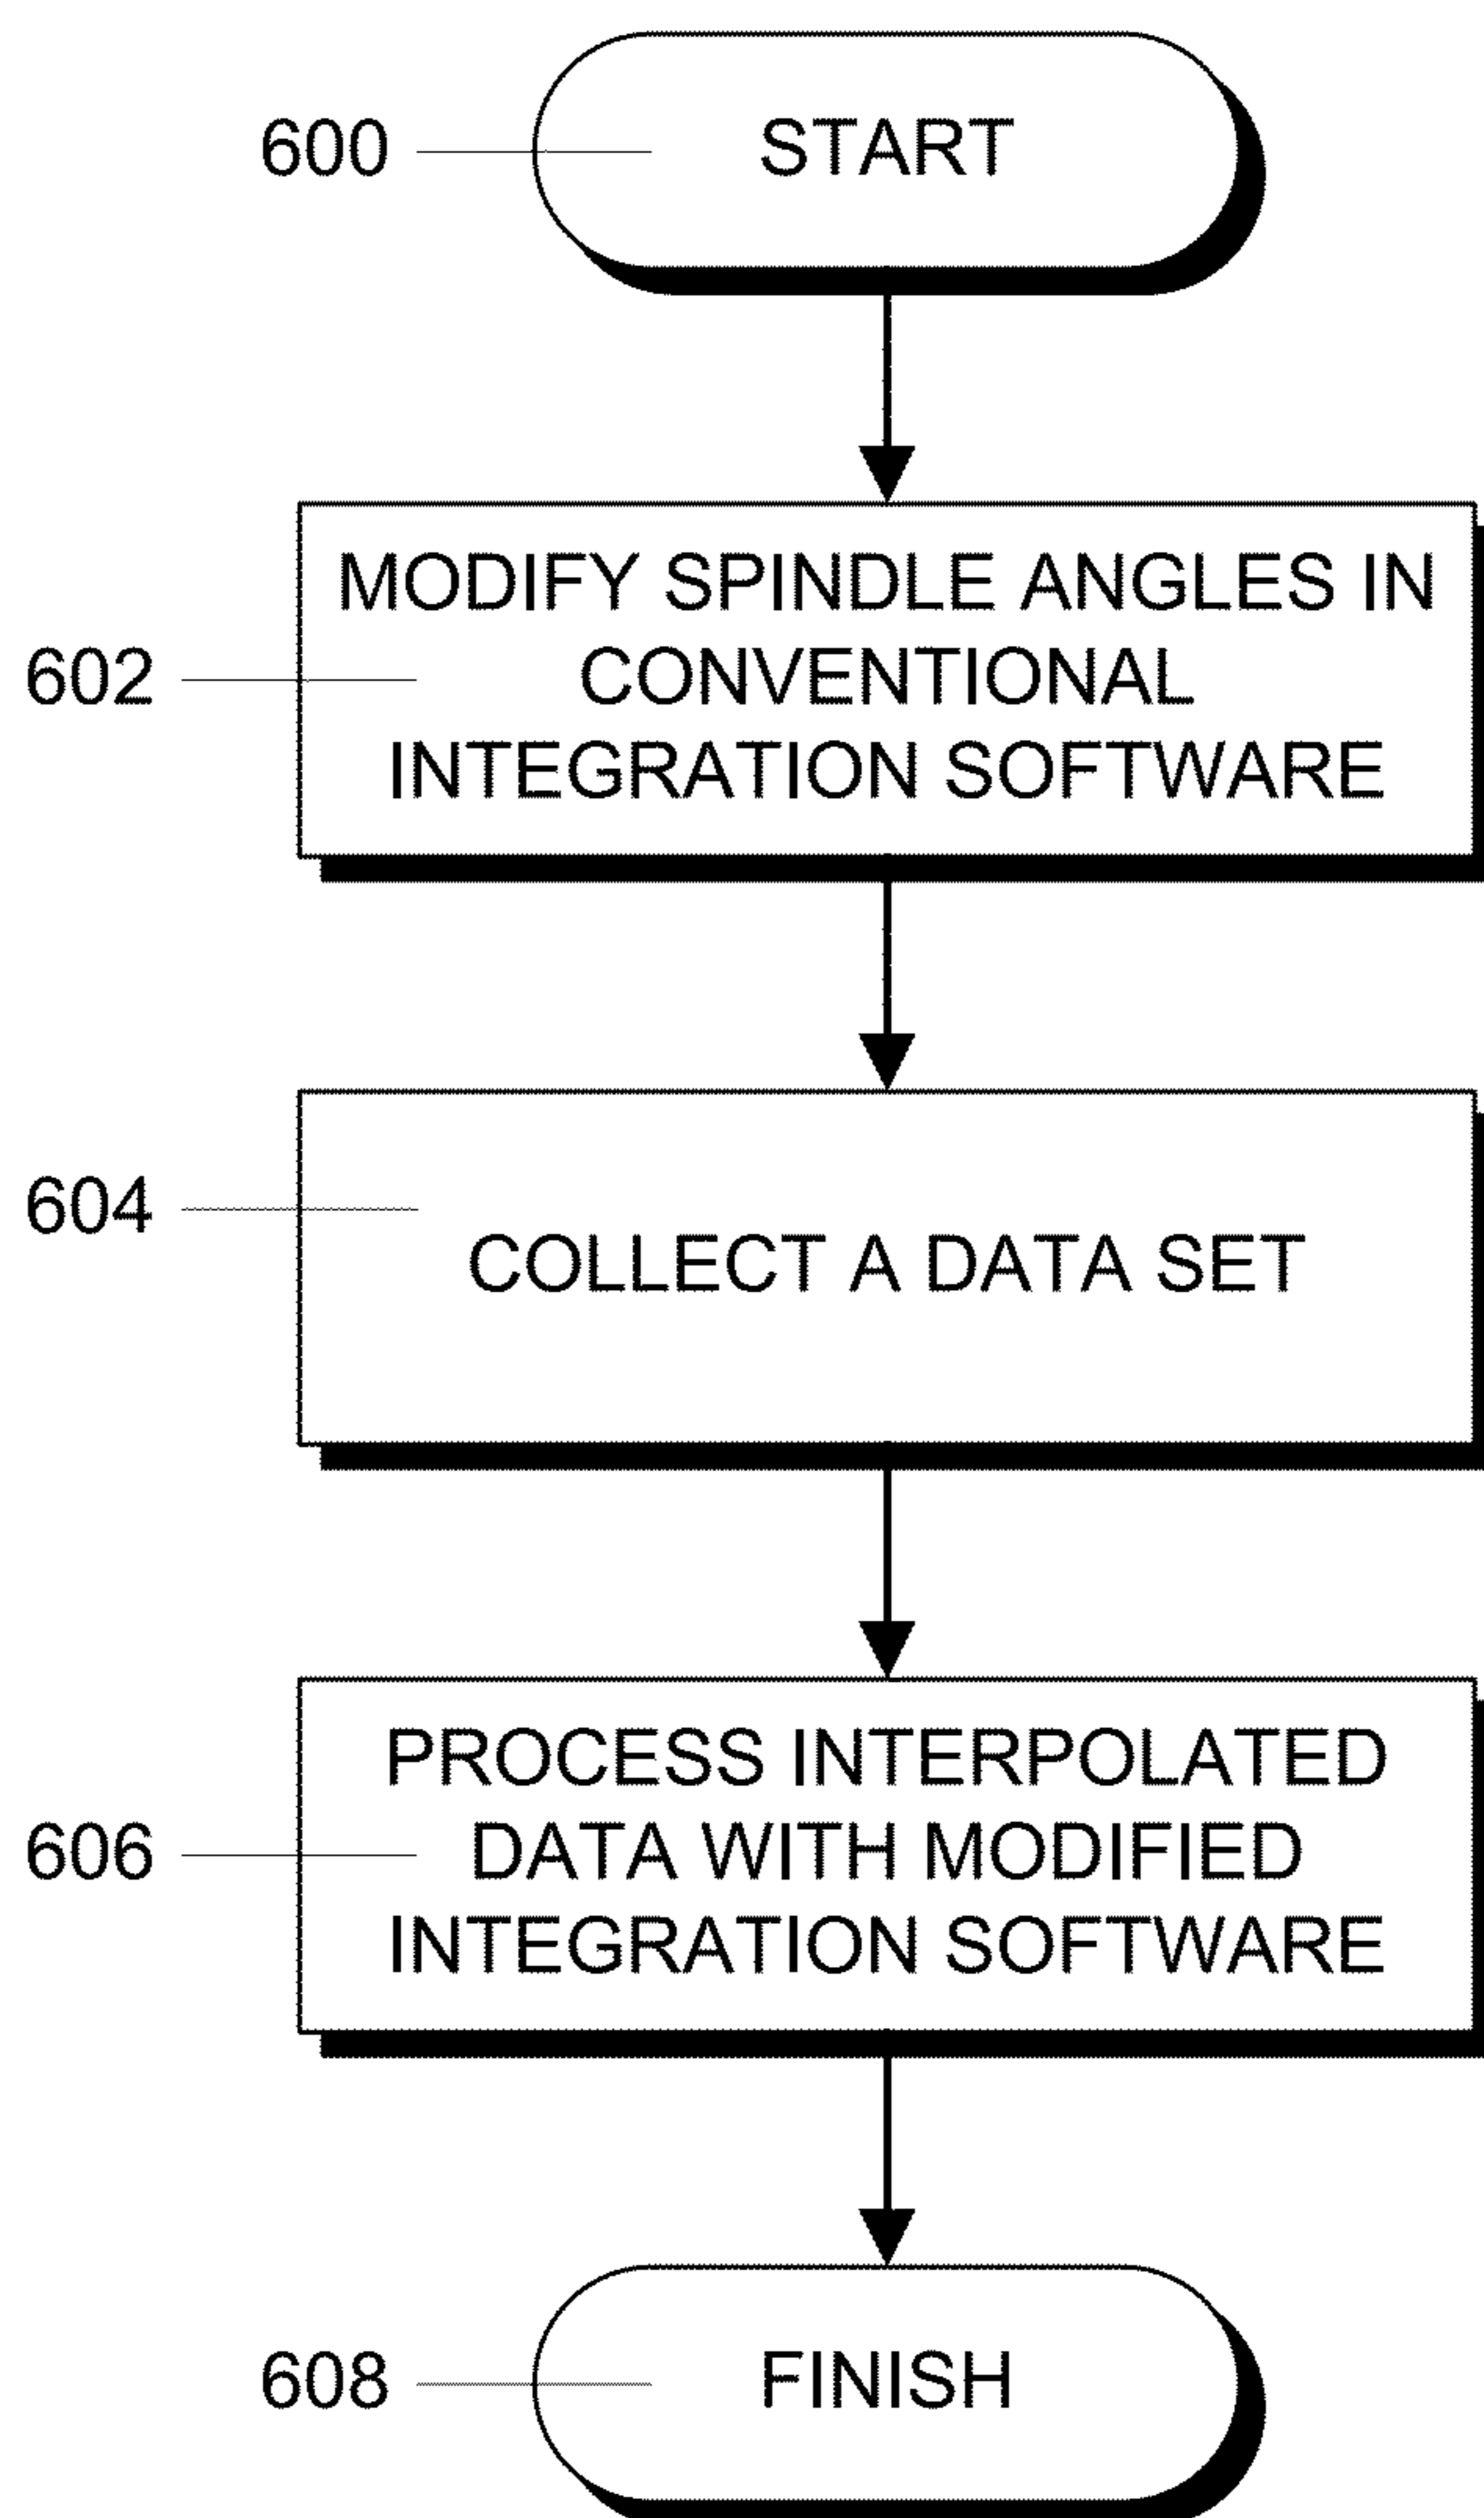 600
START
602
MODIFY SPINDLE ANGLES IN
CONVENTIONAL
INTEGRATION SOFTWARE
604
COLLECT A DATA SET
606
PROCESS INTERPOLATED
DATA WITH MODIFIED
INTEGRATION SOFTWARE
608
FINISH